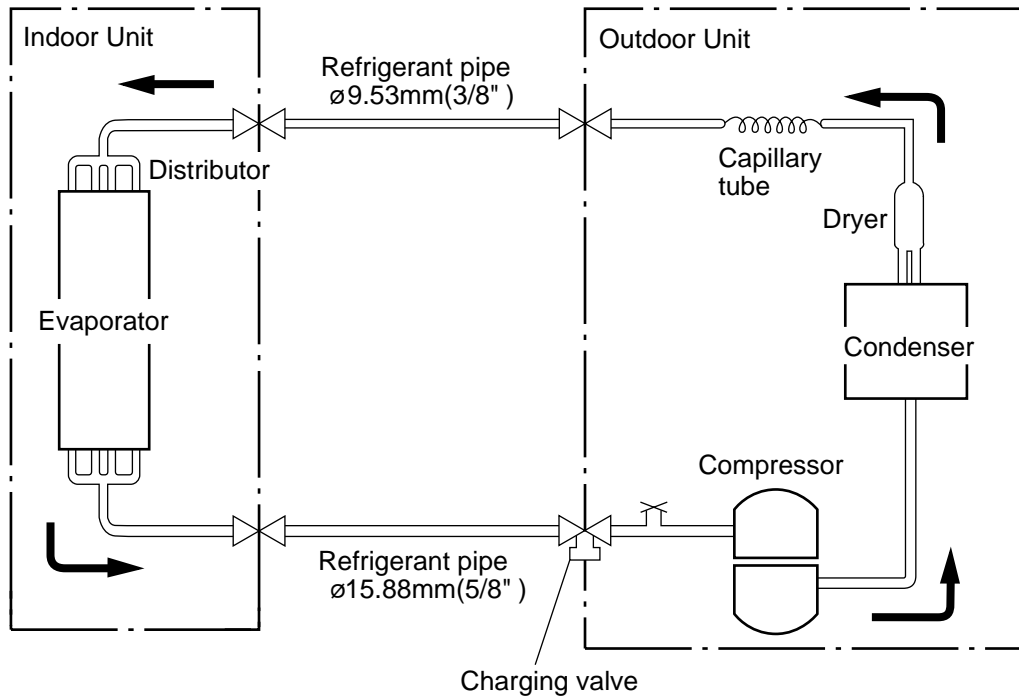 Indoor Unit
Outdoor Unit
Refrigerant pipe
ø9.53mm(3/8" )
Capillary
tube
Distributor
Dryer
Evaporator
Condenser
Compressor
Refrigerant pipe
ø15.88mm(5/8" )
Charging valve